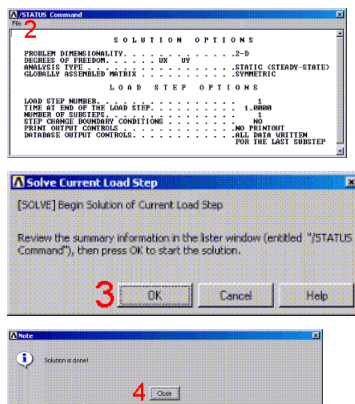 /STATUS Command
File
2
S O L U T I O N   O P T I O N S
PROBLEM DIMENSIONALITY. . . . . . . . . . . . .2-D
DEGREES OF FREEDOM. . . . . . UX   UY
ANALYSIS TYPE . . . . . . . . . . . . . . . . .STATIC (STEADY-STATE)
GLOBALLY ASSEMBLED MATRIX . . . . . . . . . . .SYMMETRIC
L O A D   S T E P   O P T I O N S
LOAD STEP NUMBER. . . . . . . . . . . . . . . . 1
TIME AT END OF THE LOAD STEP. . . . . . . . . . 1.0000
NUMBER OF SUBSTEPS. . . . . . . . . . . . . . . 1
STEP CHANGE BOUNDARY CONDITIONS . . . . . . . . NO
PRINT OUTPUT CONTROLS . . . . . . . . . . . . .NO PRINTOUT
DATABASE OUTPUT CONTROLS. . . . . . . . . . . .ALL DATA WRITTEN
FOR THE LAST SUBSTEP
Solve Current Load Step
[SOLVE] Begin Solution of Current Load Step
Review the summary information in the lister window (entitled "/STATUS
Command"), then press OK to start the solution.
3 OK Cancel Help
Note
Solution is done!
4 Close